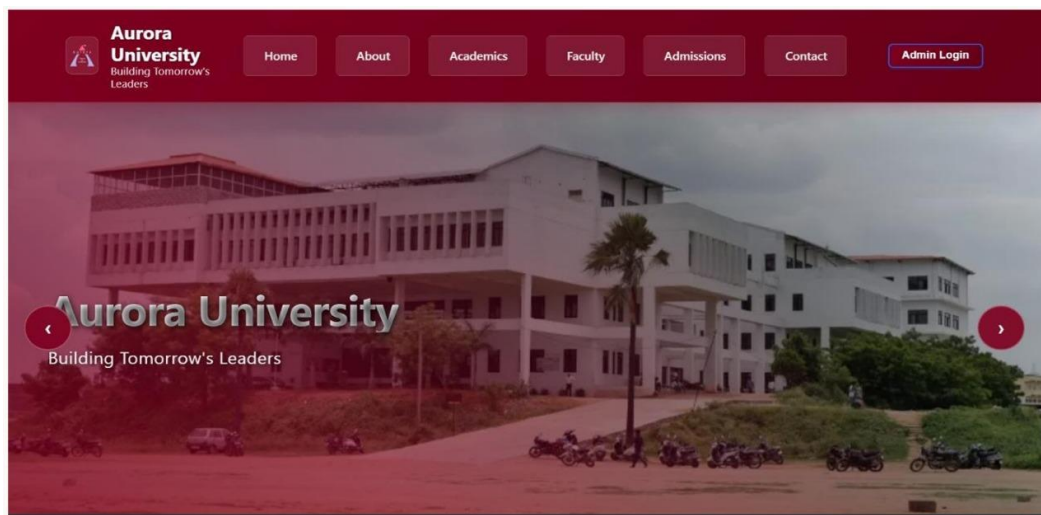 Aurora
University
Building Tomorrow's
Leaders
Home
About
Academics
Faculty
Admissions
Contact
Admin Login
Aurora University
Building Tomorrow's Leaders